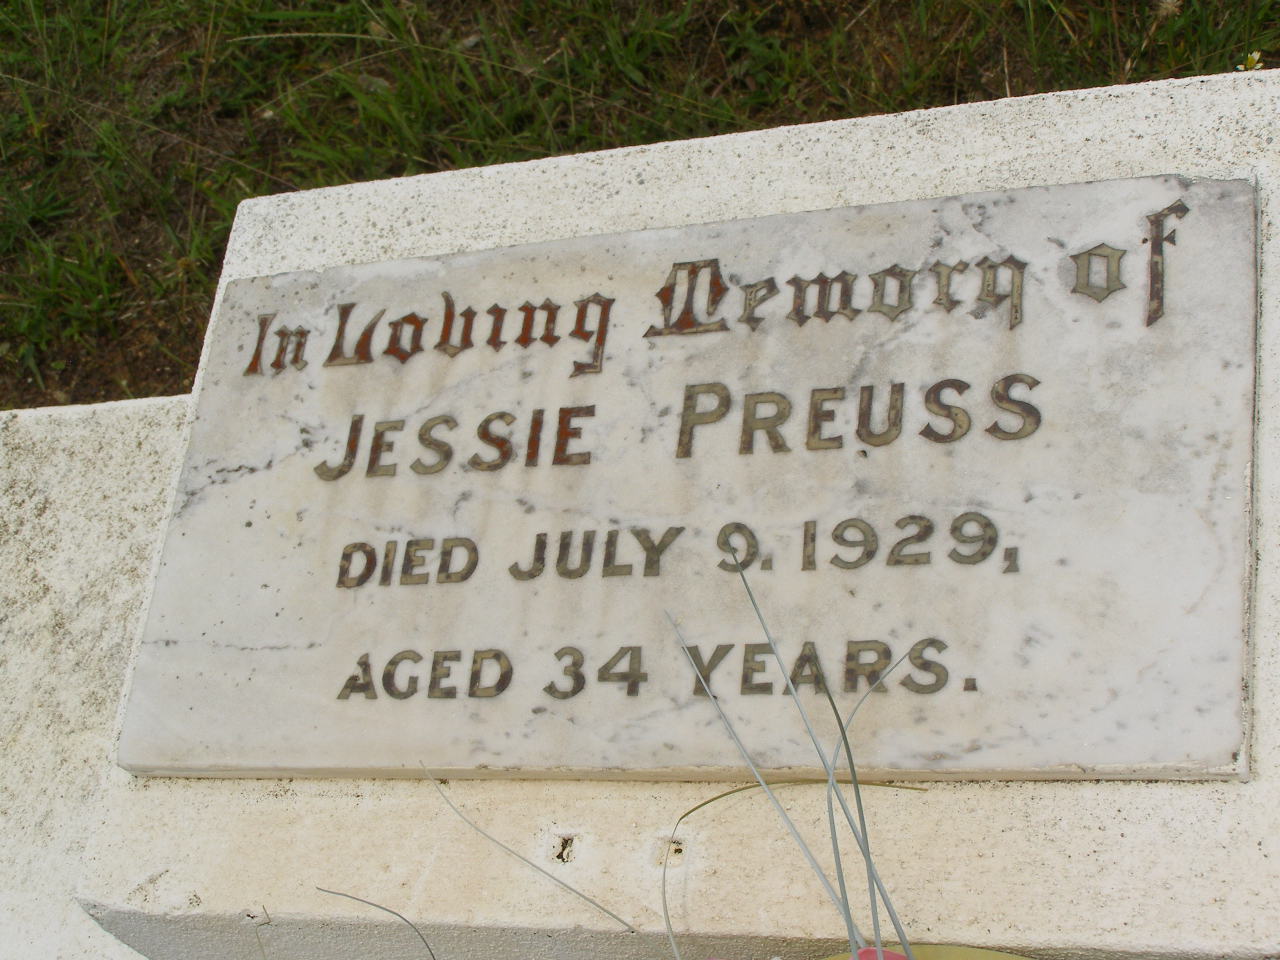 In Loving Memory of
JESSIE PREUSS
DIED JULY 9. 1929,
AGED 34 YEARS.